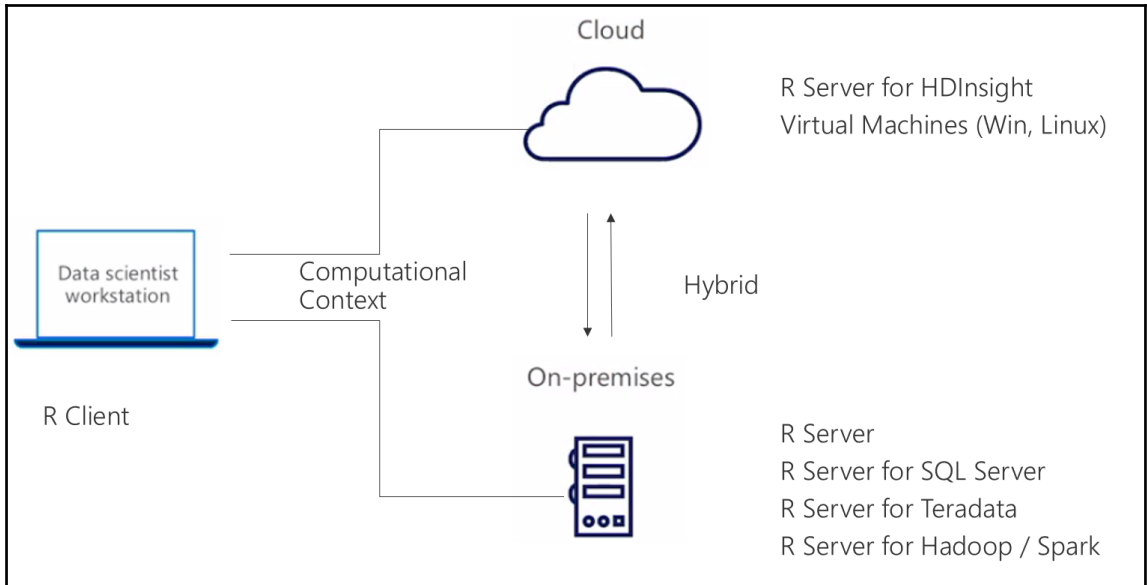 Cloud
R Server for HDInsight
Virtual Machines (Win, Linux)
Data scientist
workstation
Computational
Context
Hybrid
R Client
On-premises
R Server
R Server for SQL Server
R Server for Teradata
R Server for Hadoop / Spark